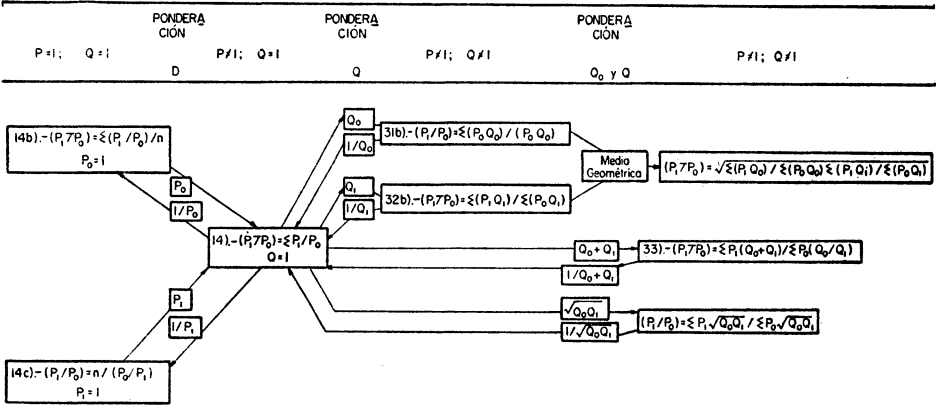 PONDERA
CIÓN
PONDERA
CIÓN
PONDERA
CIÓN
P=1; Q=1
P≠1; Q=1
P≠1; Q≠1
P≠1; Q≠1
D
Q
Q₀ y Q
14b).-(P₁7P₀)=Σ(P₁/P₀)/n
P₀=1
P₀
1/P₀
Q₀
1/Q₀
31b).-(P₁/P₀)=Σ(P₀Q₀)/(P₀Q₀)
Q₁
1/Q₁
32b).-(P₁7P₀)=Σ(P₁Q₁)/Σ(P₀Q₁)
Media
Geométrica
(P₁7P₀)=√Σ(P₁Q₀)/Σ(P₀Q₀)Σ(P₁Qi)/Σ(P₀Q₁)
14).-(P₁7P₀)=ΣP₁/P₀
Q=1
Q₀+Q₁
1/Q₀+Q₁
33).-(P₁7P₀)=ΣP₁(Q₀+Q₁)/ΣP₀(Q₀/Q₁)
P₁
1/P₁
√Q₀Q₁
1/√Q₀Q₁
(P₁/P₀)=ΣP₁√Q₀Q₁/ΣP₀√Q₀Q₁
14c).-(P₁/P₀)=n/(P₀/P₁)
P₁=1